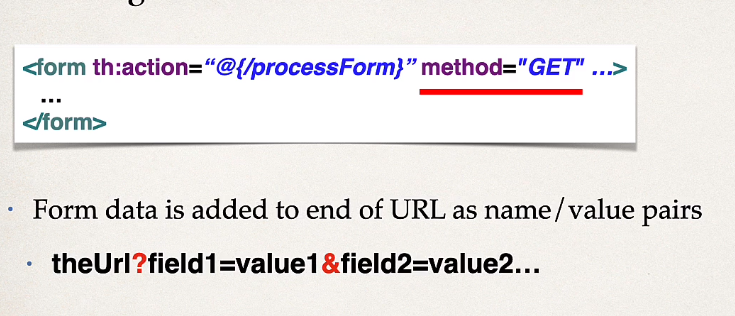 <form th:action=“@{/processForm}” method="GET" ...>
...
</form>
• Form data is added to end of URL as name/value pairs
• theUrl?field1=value1&field2=value2…